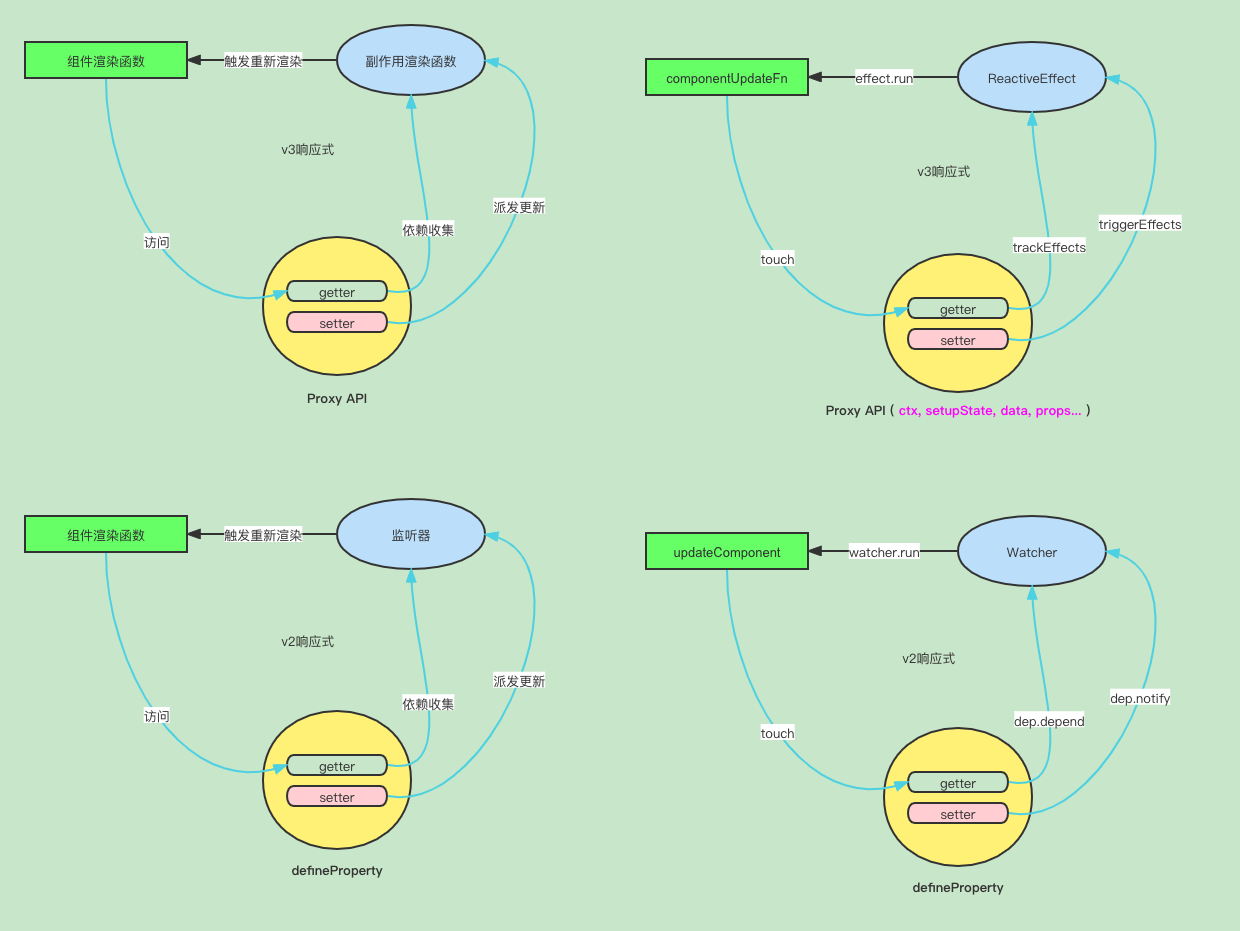 组件渲染函数
触发重新渲染
副作用渲染函数
v3响应式
访问
依赖收集
派发更新
getter
setter
Proxy API
componentUpdateFn
effect.run
ReactiveEffect
v3响应式
touch
trackEffects
triggerEffects
getter
setter
Proxy API ( ctx, setupState, data, props... )
组件渲染函数
触发重新渲染
监听器
v2响应式
访问
依赖收集
派发更新
getter
setter
defineProperty
updateComponent
watcher.run
Watcher
v2响应式
touch
dep.depend
dep.notify
getter
setter
defineProperty